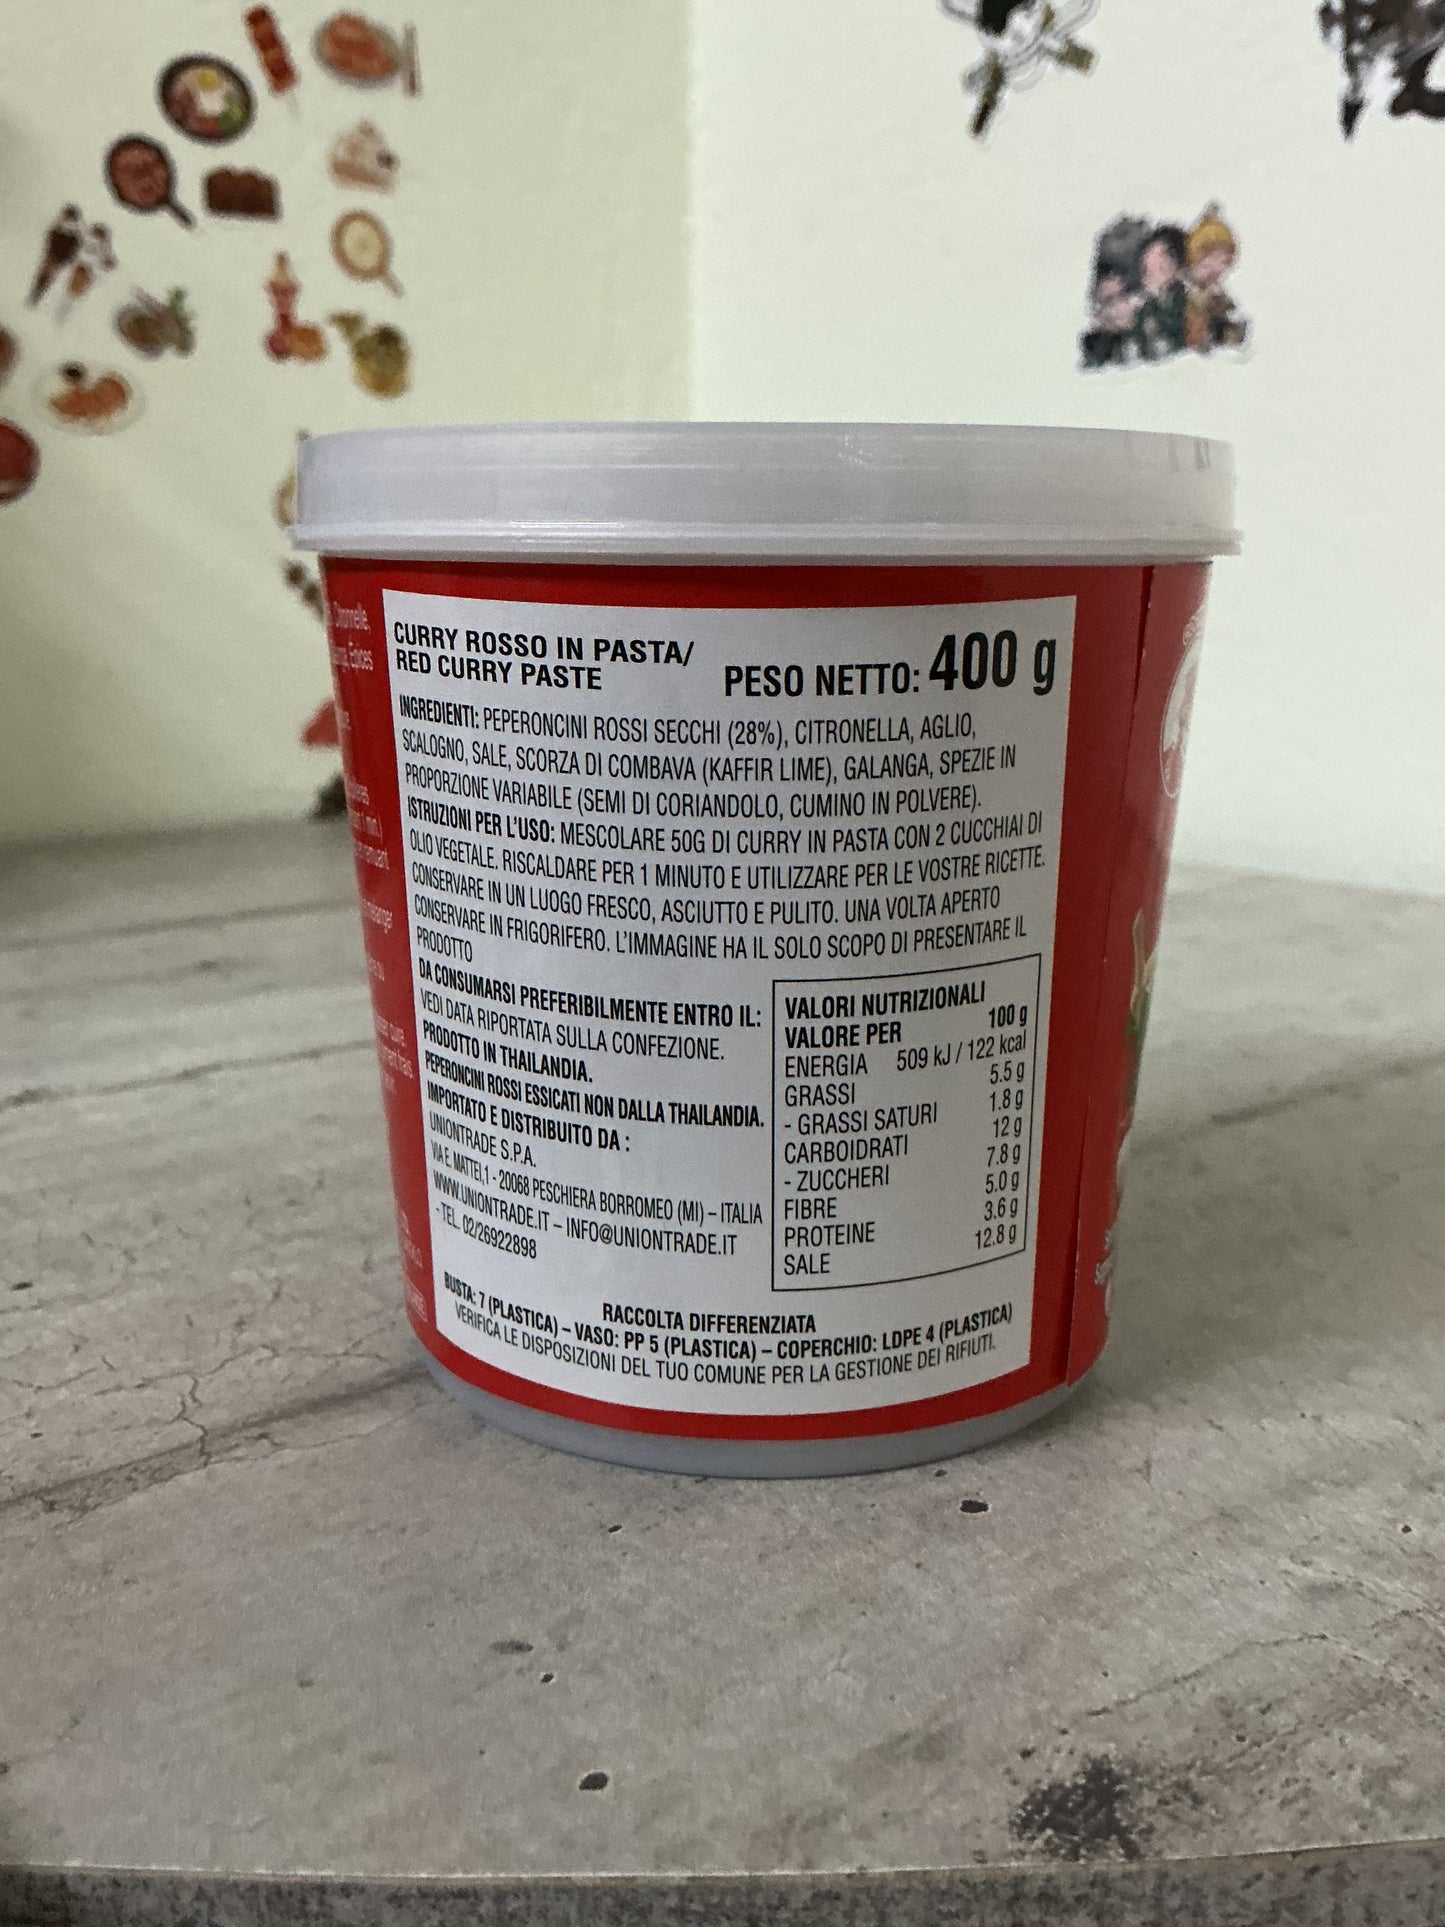 CURRY ROSSO IN PASTA/
RED CURRY PASTE
PESO NETTO: 400 g
INGREDIENTI: PEPERONCINI ROSSI SECCHI (28%), CITRONELLA, AGLIO,
SCALOGNO, SALE, SCORZA DI COMBAVA (KAFFIR LIME), GALANGA, SPEZIE IN
PROPORZIONE VARIABILE (SEMI DI CORIANDOLO, CUMINO IN POLVERE).
ISTRUZIONI PER L'USO: MESCOLARE 50G DI CURRY IN PASTA CON 2 CUCCHIAI DI
OLIO VEGETALE. RISCALDARE PER 1 MINUTO E UTILIZZARE PER LE VOSTRE RICETTE.
CONSERVARE IN UN LUOGO FRESCO, ASCIUTTO E PULITO. UNA VOLTA APERTO
CONSERVARE IN FRIGORIFERO. L'IMMAGINE HA IL SOLO SCOPO DI PRESENTARE IL
PRODOTTO
DA CONSUMARSI PREFERIBILMENTE ENTRO IL:
VEDI DATA RIPORTATA SULLA CONFEZIONE.
PRODOTTO IN THAILANDIA.
PEPERONCINI ROSSI ESSICATI NON DALLA THAILANDIA.
IMPORTATO E DISTRIBUITO DA :
UNIONTRADE S.P.A.
VIA E. MATTEI,1 - 20068 PESCHIERA BORROMEO (MI) – ITALIA
WWW.UNIONTRADE.IT – INFO@UNIONTRADE.IT
- TEL. 02/26922898
VALORI NUTRIZIONALI
VALORE PER 100 g
ENERGIA 509 kJ / 122 kcal
GRASSI 5.5 g
- GRASSI SATURI 1.8 g
CARBOIDRATI 12 g
- ZUCCHERI 7.8 g
FIBRE 5.0 g
PROTEINE 3.6 g
SALE 12.8 g
RACCOLTA DIFFERENZIATA
BUSTA: 7 (PLASTICA) – VASO: PP 5 (PLASTICA) – COPERCHIO: LDPE 4 (PLASTICA)
VERIFICA LE DISPOSIZIONI DEL TUO COMUNE PER LA GESTIONE DEI RIFIUTI.